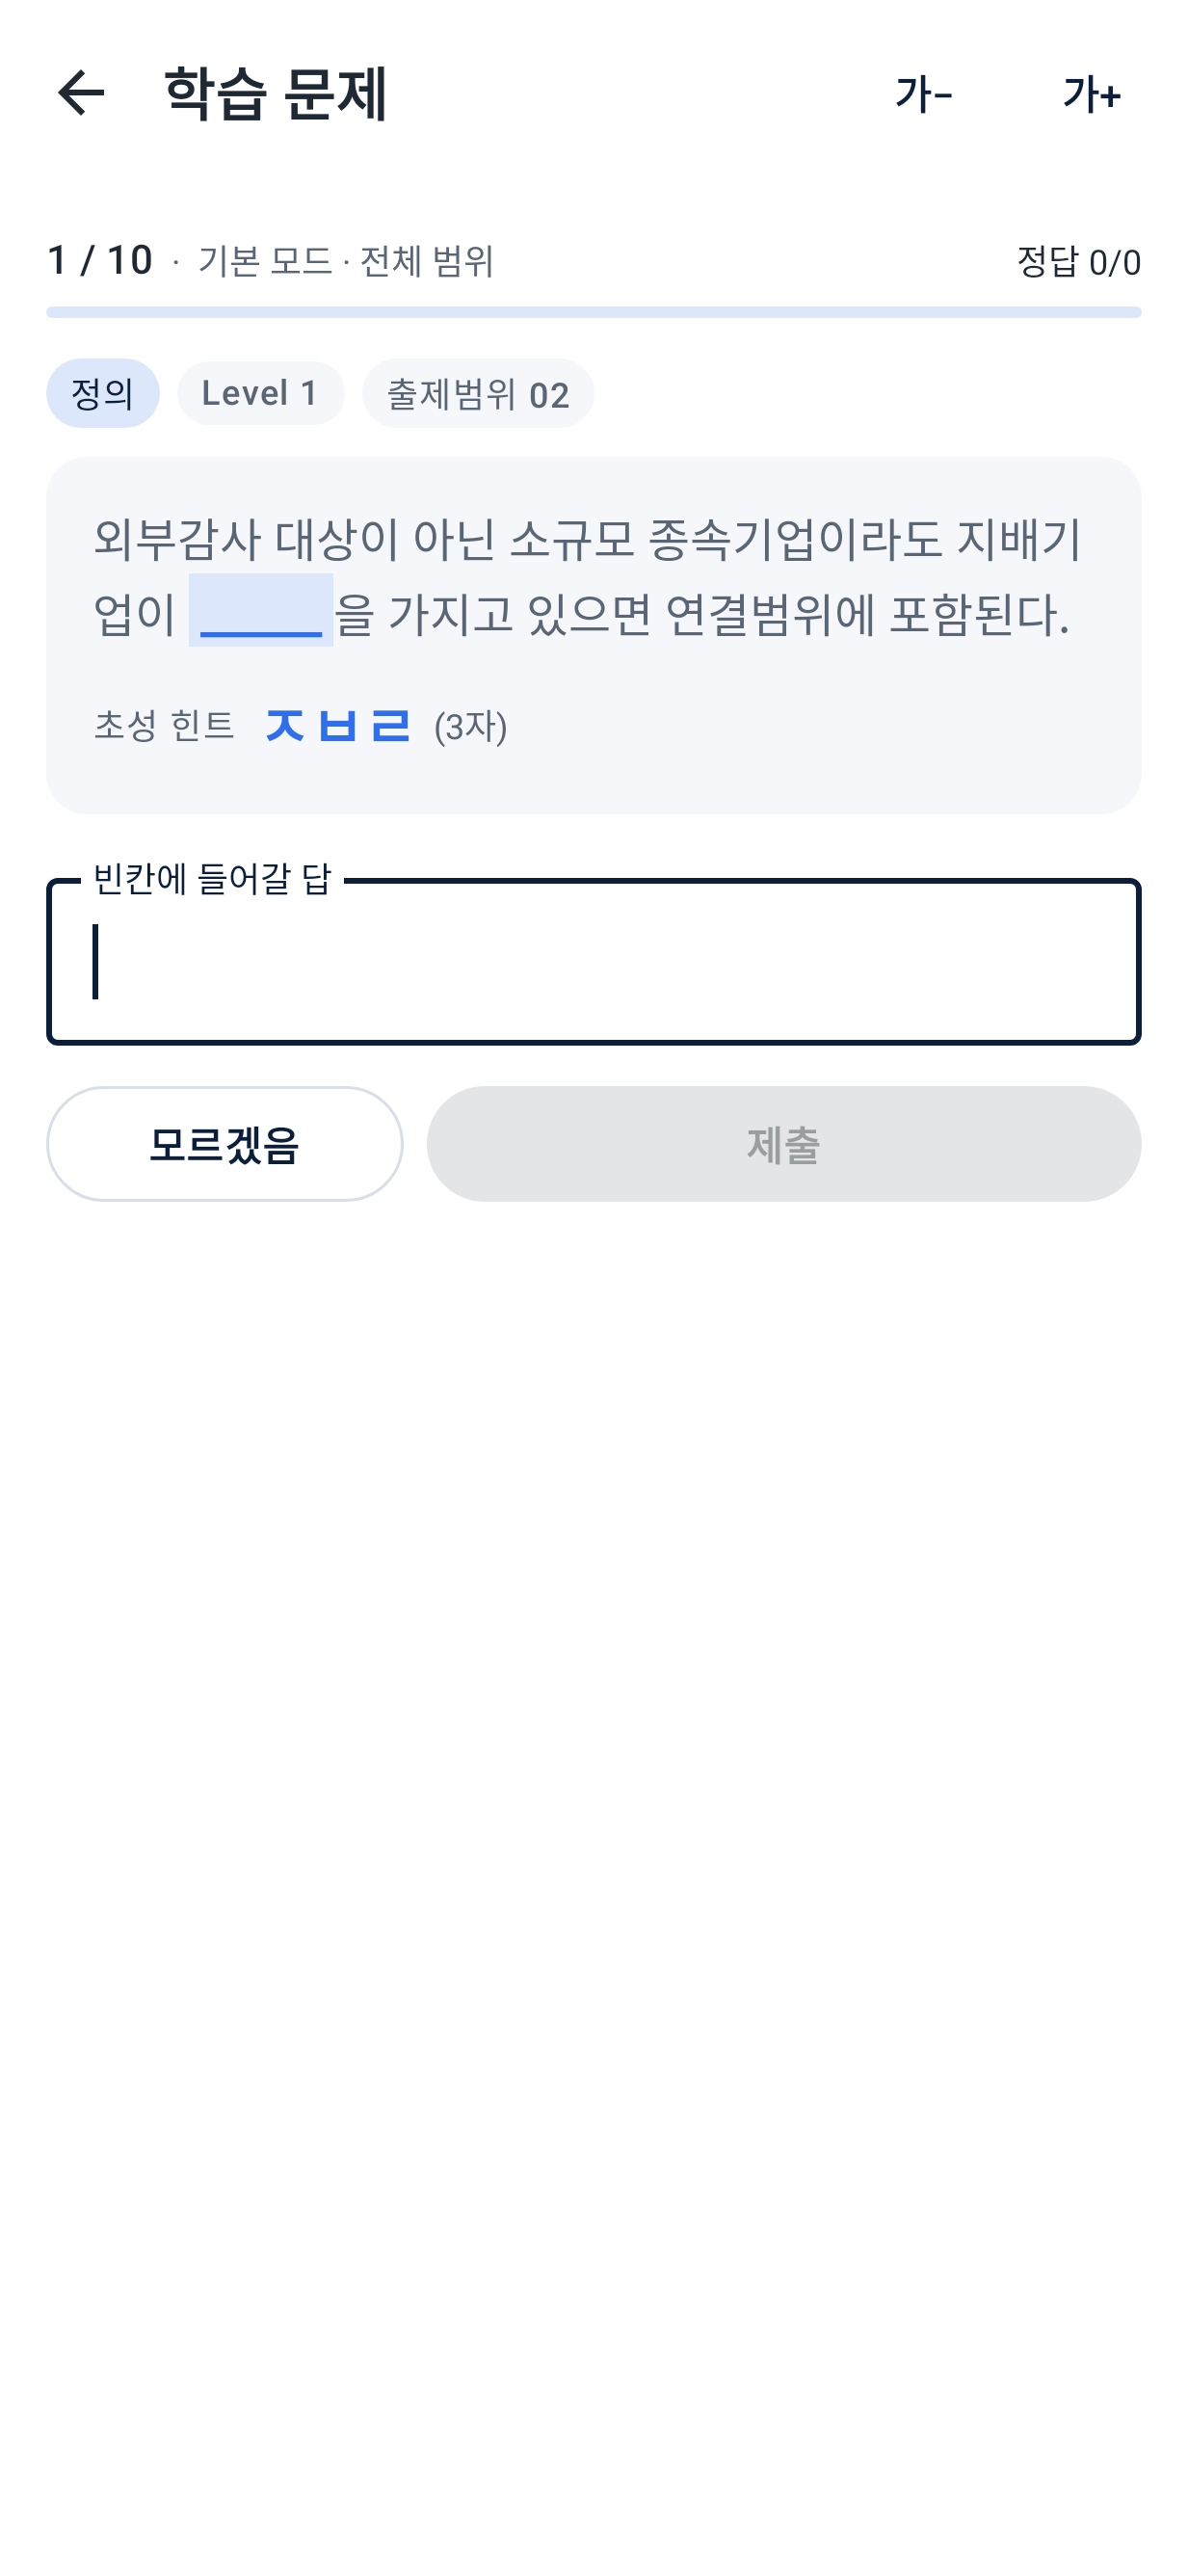 학습 문제
가−
가+
1 / 10 · 기본 모드 · 전체 범위
정답 0/0
정의
Level 1
출제범위 02
외부감사 대상이 아닌 소규모 종속기업이라도 지배기
업이 _____을 가지고 있으면 연결범위에 포함된다.
초성 힌트 ㅈㅂㄹ (3자)
빈칸에 들어갈 답
모르겠음
제출